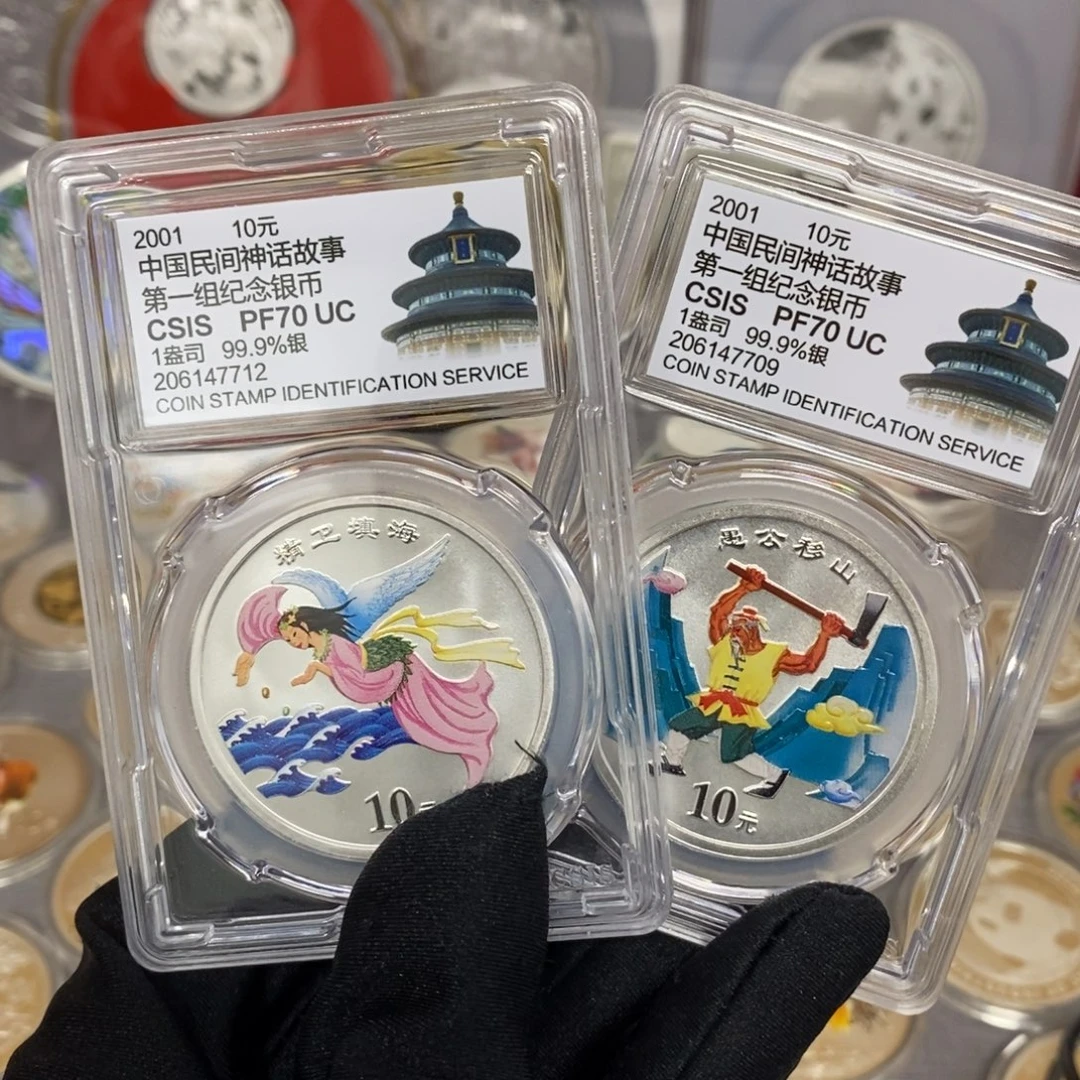 2001 10元
中国民间神话故事
第一组纪念银币
CSIS PF70 UC
1盎司 99.9%银
206147712
COIN STAMP IDENTIFICATION SERVICE
精卫填海
10元
2001 10元
中国民间神话故事
第一组纪念银币
CSIS PF70 UC
1盎司 99.9%银
206147709
COIN STAMP IDENTIFICATION SERVICE
愚公移山
10元